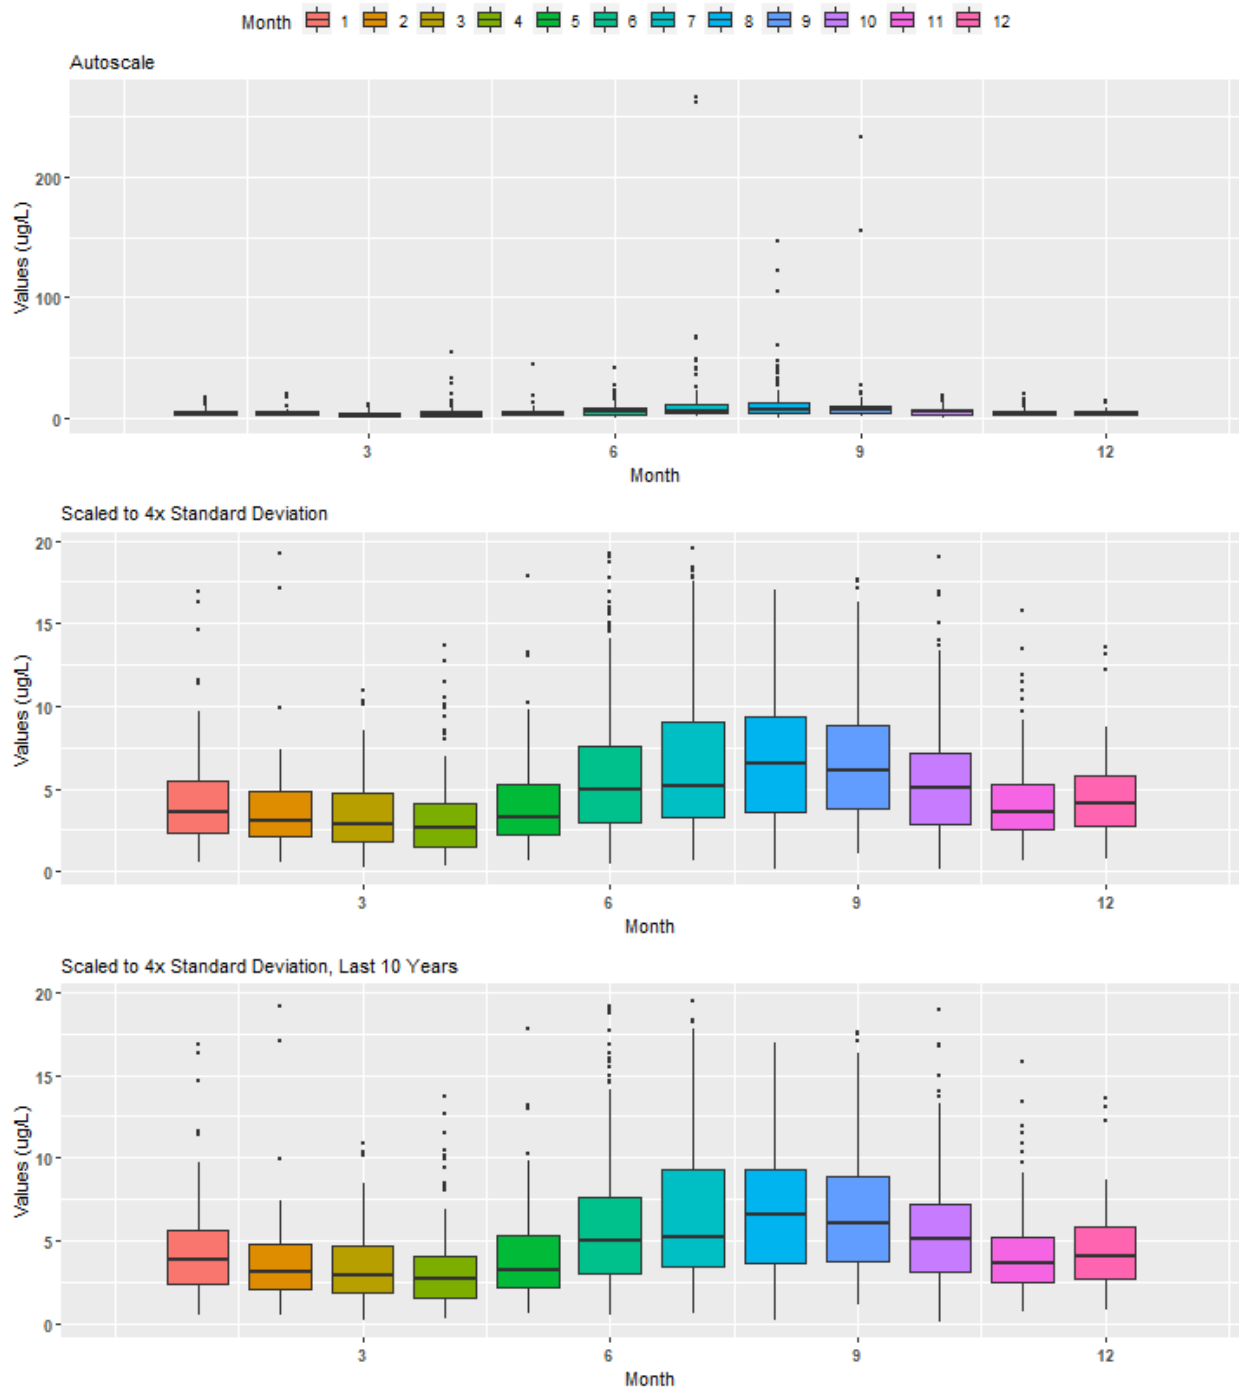 Month 1 2 3 4 5 6 7 8 9 10 11 12
Autoscale
Values (ug/L)
200
100
0
3 6 9 12
Month
Scaled to 4x Standard Deviation
Values (ug/L)
20
15
10
5
0
3 6 9 12
Month
Scaled to 4x Standard Deviation, Last 10 Years
Values (ug/L)
20
15
10
5
0
3 6 9 12
Month